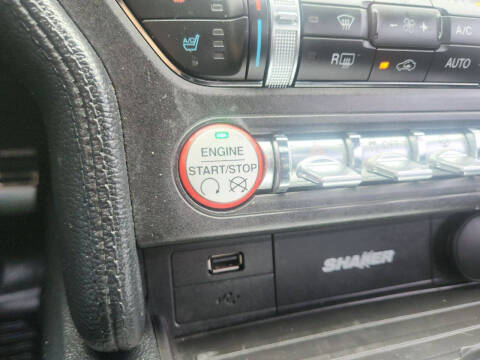 A/C
R
A/C
AUTO
ENGINE
START/STOP
SHAKER